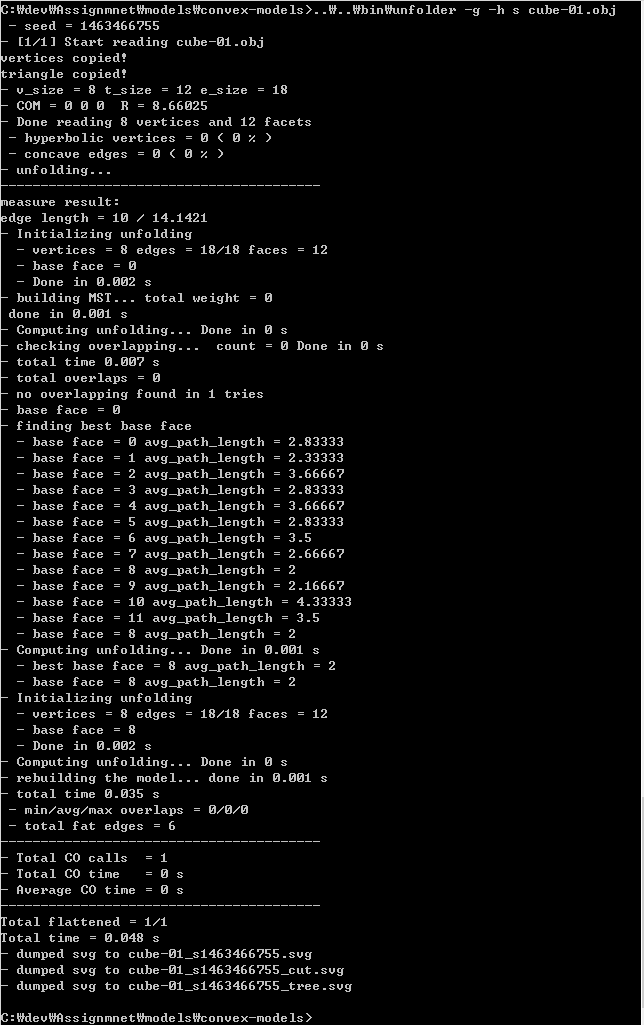 C:₩dev₩Assignmnet₩models₩convex-models>..₩..₩bin₩unfolder -g -h s cube-01.obj
 - seed = 1463466755
- [1/1] Start reading cube-01.obj
vertices copied!
triangle copied!
- v_size = 8 t_size = 12 e_size = 18
- COM = 0 0 0  R = 8.66025
- Done reading 8 vertices and 12 facets
 - hyperbolic vertices = 0 ( 0 % )
 - concave edges = 0 ( 0 % )
- unfolding...
----------------------------------------
measure result:
edge length = 10 / 14.1421
- Initializing unfolding
  - vertices = 8 edges = 18/18 faces = 12
  - base face = 0
  - Done in 0.002 s
- building MST... total weight = 0
 done in 0.001 s
- Computing unfolding... Done in 0 s
- checking overlapping...  count = 0 Done in 0 s
- total time 0.007 s
- total overlaps = 0
- no overlapping found in 1 tries
- base face = 0
- finding best base face
  - base face = 0 avg_path_length = 2.83333
  - base face = 1 avg_path_length = 2.33333
  - base face = 2 avg_path_length = 3.66667
  - base face = 3 avg_path_length = 2.83333
  - base face = 4 avg_path_length = 3.66667
  - base face = 5 avg_path_length = 2.83333
  - base face = 6 avg_path_length = 3.5
  - base face = 7 avg_path_length = 2.66667
  - base face = 8 avg_path_length = 2
  - base face = 9 avg_path_length = 2.16667
  - base face = 10 avg_path_length = 4.33333
  - base face = 11 avg_path_length = 3.5
  - base face = 8 avg_path_length = 2
- Computing unfolding... Done in 0.001 s
  - best base face = 8 avg_path_length = 2
  - base face = 8 avg_path_length = 2
- Initializing unfolding
  - vertices = 8 edges = 18/18 faces = 12
  - base face = 8
  - Done in 0.002 s
- Computing unfolding... Done in 0 s
- rebuilding the model... done in 0.001 s
- total time 0.035 s
 - min/avg/max overlaps = 0/0/0
 - total fat edges = 6
----------------------------------------
- Total CO calls  = 1
- Total CO time   = 0 s
- Average CO time = 0 s
----------------------------------------
Total flattened = 1/1
Total time = 0.048 s
- dumped svg to cube-01_s1463466755.svg
- dumped svg to cube-01_s1463466755_cut.svg
- dumped svg to cube-01_s1463466755_tree.svg
C:₩dev₩Assignmnet₩models₩convex-models>